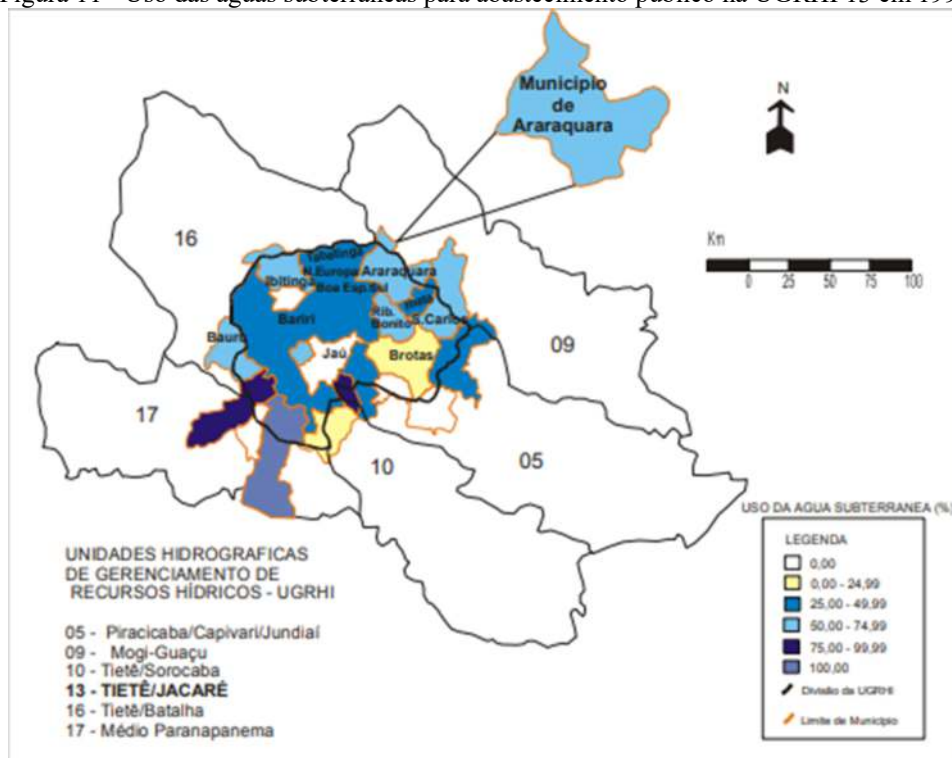 Município
de
Araraquara
N
Km
0 25 50 75 100
16
Tabatinga
N.Europa Araraquara
Ibitinga
Boa Esp.Sul
Ibaté
Bariri
Rib.
Bonito
S.Carlos
Bauru
Jaú
Brotas
09
17
10
05
USO DA AGUA SUBTERRANEA (%)
LEGENDA
0,00
0,00 - 24,99
25,00 - 49,99
50,00 - 74,99
75,00 - 99,99
100,00
Divisão da UGRHI
Limite de Município
UNIDADES HIDROGRAFICAS
DE GERENCIAMENTO DE
RECURSOS HÍDRICOS - UGRHI
05 - Piracicaba/Capivari/Jundiaí
09 - Mogi-Guaçu
10 - Tietê/Sorocaba
13 - TIETÊ/JACARÉ
16 - Tietê/Batalha
17 - Médio Paranapanema